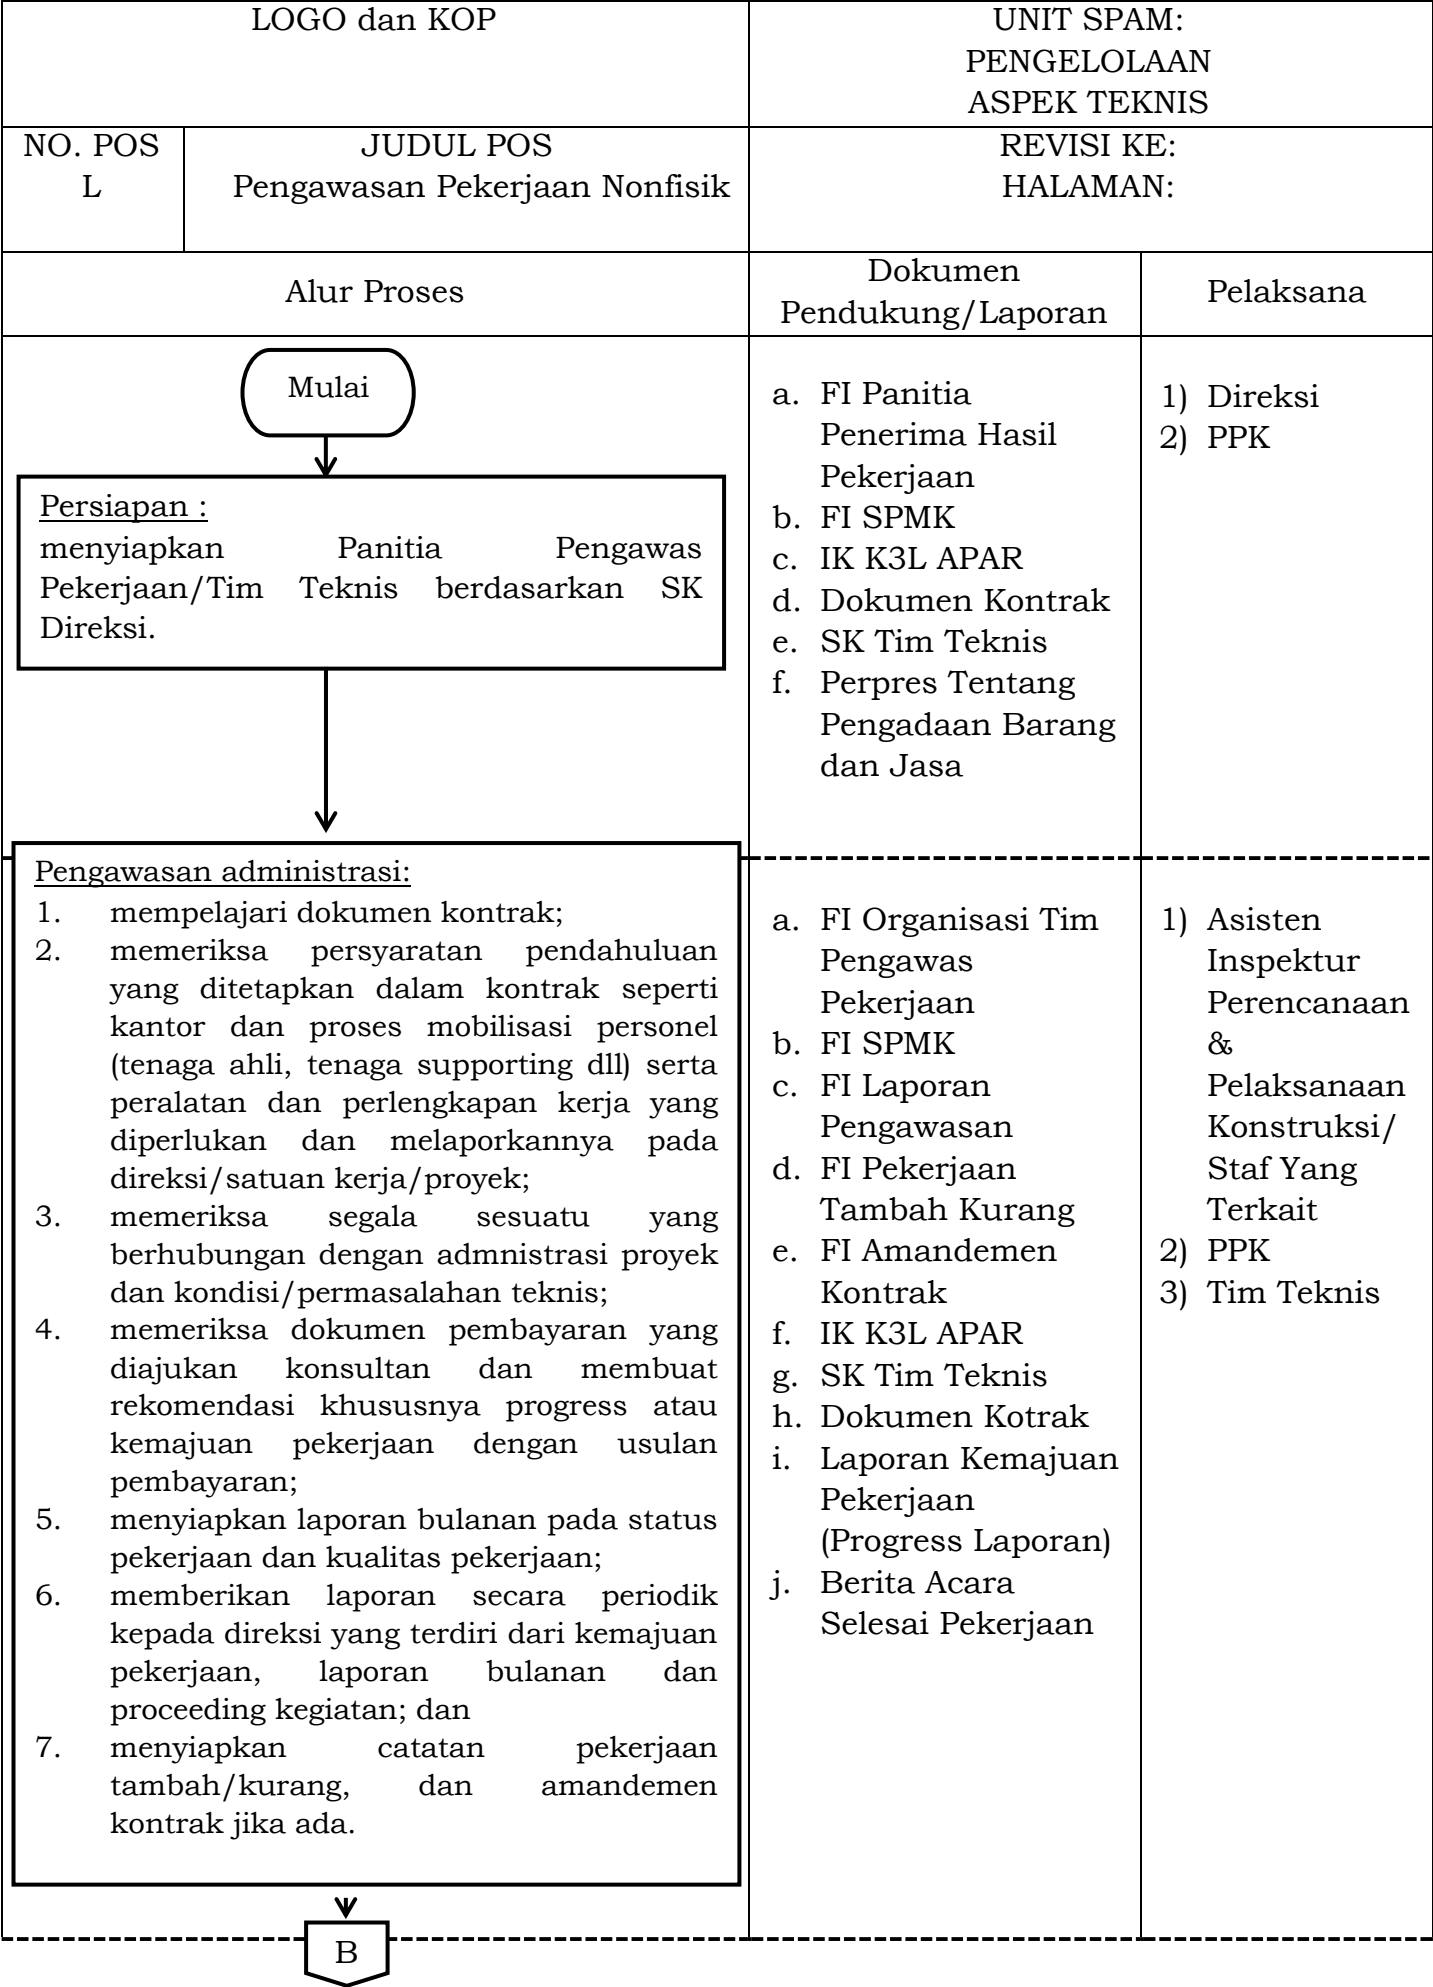 LOGO dan KOP
UNIT SPAM:
PENGELOLAAN
ASPEK TEKNIS
NO. POS
L
JUDUL POS
Pengawasan Pekerjaan Nonfisik
REVISI KE:
HALAMAN:
Alur Proses
Dokumen
Pendukung/Laporan
Pelaksana
Mulai
Persiapan :
menyiapkan Panitia Pengawas
Pekerjaan/Tim Teknis berdasarkan SK
Direksi.
a. FI Panitia
Penerima Hasil
Pekerjaan
b. FI SPMK
c. IK K3L APAR
d. Dokumen Kontrak
e. SK Tim Teknis
f. Perpres Tentang
Pengadaan Barang
dan Jasa
1) Direksi
2) PPK
Pengawasan administrasi:
1. mempelajari dokumen kontrak;
2. memeriksa persyaratan pendahuluan
yang ditetapkan dalam kontrak seperti
kantor dan proses mobilisasi personel
(tenaga ahli, tenaga supporting dll) serta
peralatan dan perlengkapan kerja yang
diperlukan dan melaporkannya pada
direksi/satuan kerja/proyek;
3. memeriksa segala sesuatu yang
berhubungan dengan admnistrasi proyek
dan kondisi/permasalahan teknis;
4. memeriksa dokumen pembayaran yang
diajukan konsultan dan membuat
rekomendasi khususnya progress atau
kemajuan pekerjaan dengan usulan
pembayaran;
5. menyiapkan laporan bulanan pada status
pekerjaan dan kualitas pekerjaan;
6. memberikan laporan secara periodik
kepada direksi yang terdiri dari kemajuan
pekerjaan, laporan bulanan dan
proceeding kegiatan; dan
7. menyiapkan catatan pekerjaan
tambah/kurang, dan amandemen
kontrak jika ada.
a. FI Organisasi Tim
Pengawas
Pekerjaan
b. FI SPMK
c. FI Laporan
Pengawasan
d. FI Pekerjaan
Tambah Kurang
e. FI Amandemen
Kontrak
f. IK K3L APAR
g. SK Tim Teknis
h. Dokumen Kotrak
i. Laporan Kemajuan
Pekerjaan
(Progress Laporan)
j. Berita Acara
Selesai Pekerjaan
1) Asisten
Inspektur
Perencanaan
&
Pelaksanaan
Konstruksi/
Staf Yang
Terkait
2) PPK
3) Tim Teknis
B